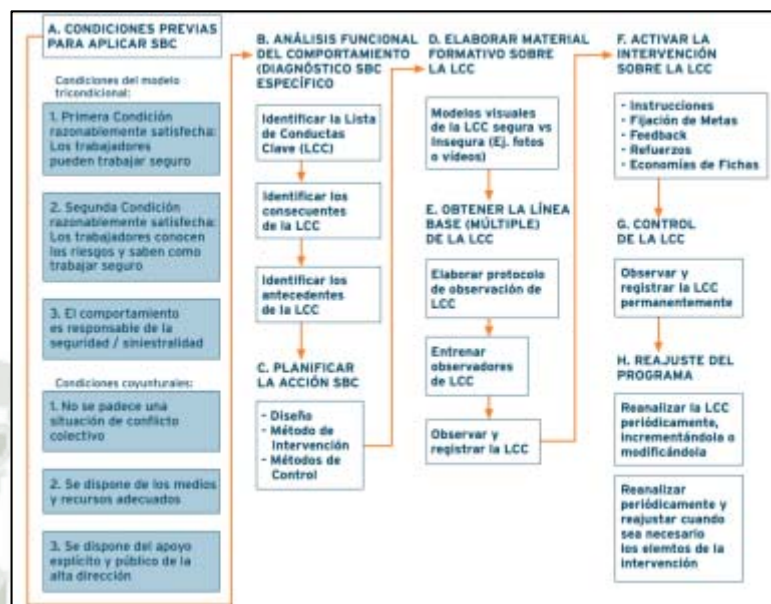 A. CONDICIONES PREVIAS
PARA APLICAR SBC
Condiciones del modelo
tricondicional:
1. Primera Condición
razonablemente satisfecha:
Los trabajadores
pueden trabajar seguro
2. Segunda Condición
razonablemente satisfecha:
Los trabajadores conocen
los riesgos y saben como
trabajar seguro
3. El comportamiento
es responsable de la
seguridad / siniestralidad
Condiciones coyunturales:
1. No se padece una
situación de conflicto
colectivo
2. Se dispone de los medios
y recursos adecuados
3. Se dispone del apoyo
explícito y público de la
alta dirección
B. ANÁLISIS FUNCIONAL
DEL COMPORTAMIENTO
(DIAGNÓSTICO SBC
ESPECÍFICO
Identificar la Lista
de Conductas
Clave (LCC)
Identificar los
consecuentes
de la LCC
Identificar los
antecedentes
de la LCC
C. PLANIFICAR
LA ACCIÓN SBC
- Diseño
- Método de
Intervención
- Métodos de
Control
D. ELABORAR MATERIAL
FORMATIVO SOBRE
LA LCC
Modelos visuales
de la LCC segura vs
Insegura (Ej. fotos
o vídeos)
E. OBTENER LA LÍNEA
BASE (MÚLTIPLE)
DE LA LCC
Elaborar protocolo
de observación de
LCC
Entrenar
observadores
de LCC
Observar y
registrar la LCC
F. ACTIVAR LA
INTERVENCIÓN
SOBRE LA LCC
- Instrucciones
- Fijación de Metas
- Feedback
- Refuerzos
- Economías de Fichas
G. CONTROL
DE LA LCC
Observar y
registrar la LCC
permanentemente
H. REAJUSTE DEL
PROGRAMA
Reanalizar la LCC
periódicamente,
incrementándola o
modificándola
Reanalizar
periódicamente y
reajustar cuando
sea necesario
los elemtos de la
intervención